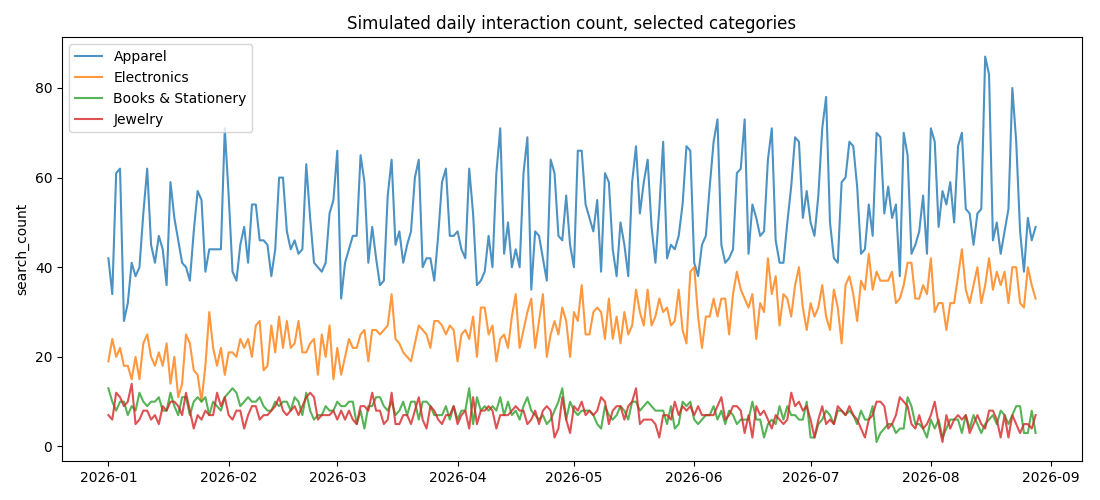 Simulated daily interaction count, selected categories
Apparel
Electronics
Books & Stationery
Jewelry
search_count
80
60
40
20
0
2026-01 2026-02 2026-03 2026-04 2026-05 2026-06 2026-07 2026-08 2026-09